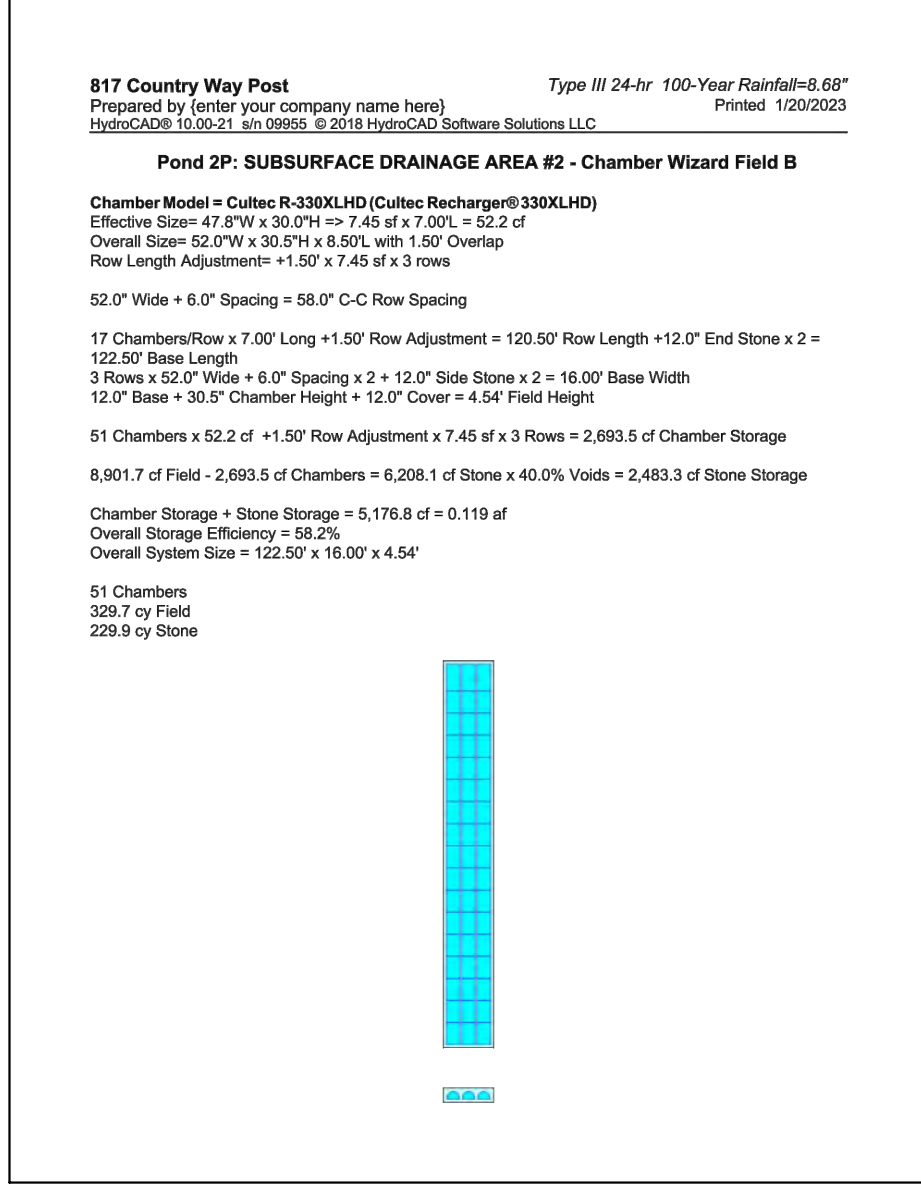 817 Country Way Post
Type III 24-hr 100-Year Rainfall=8.68"
Prepared by {enter your company name here}
Printed 1/20/2023
HydroCAD® 10.00-21 s/n 09955 © 2018 HydroCAD Software Solutions LLC
Pond 2P: SUBSURFACE DRAINAGE AREA #2 - Chamber Wizard Field B
Chamber Model = Cultec R-330XLHD (Cultec Recharger® 330XLHD)
Effective Size= 47.8"W x 30.0"H => 7.45 sf x 7.00'L = 52.2 cf
Overall Size= 52.0"W x 30.5"H x 8.50'L with 1.50' Overlap
Row Length Adjustment= +1.50' x 7.45 sf x 3 rows
52.0" Wide + 6.0" Spacing = 58.0" C-C Row Spacing
17 Chambers/Row x 7.00' Long +1.50' Row Adjustment = 120.50' Row Length +12.0" End Stone x 2 =
122.50' Base Length
3 Rows x 52.0" Wide + 6.0" Spacing x 2 + 12.0" Side Stone x 2 = 16.00' Base Width
12.0" Base + 30.5" Chamber Height + 12.0" Cover = 4.54' Field Height
51 Chambers x 52.2 cf +1.50' Row Adjustment x 7.45 sf x 3 Rows = 2,693.5 cf Chamber Storage
8,901.7 cf Field - 2,693.5 cf Chambers = 6,208.1 cf Stone x 40.0% Voids = 2,483.3 cf Stone Storage
Chamber Storage + Stone Storage = 5,176.8 cf = 0.119 af
Overall Storage Efficiency = 58.2%
Overall System Size = 122.50' x 16.00' x 4.54'
51 Chambers
329.7 cy Field
229.9 cy Stone